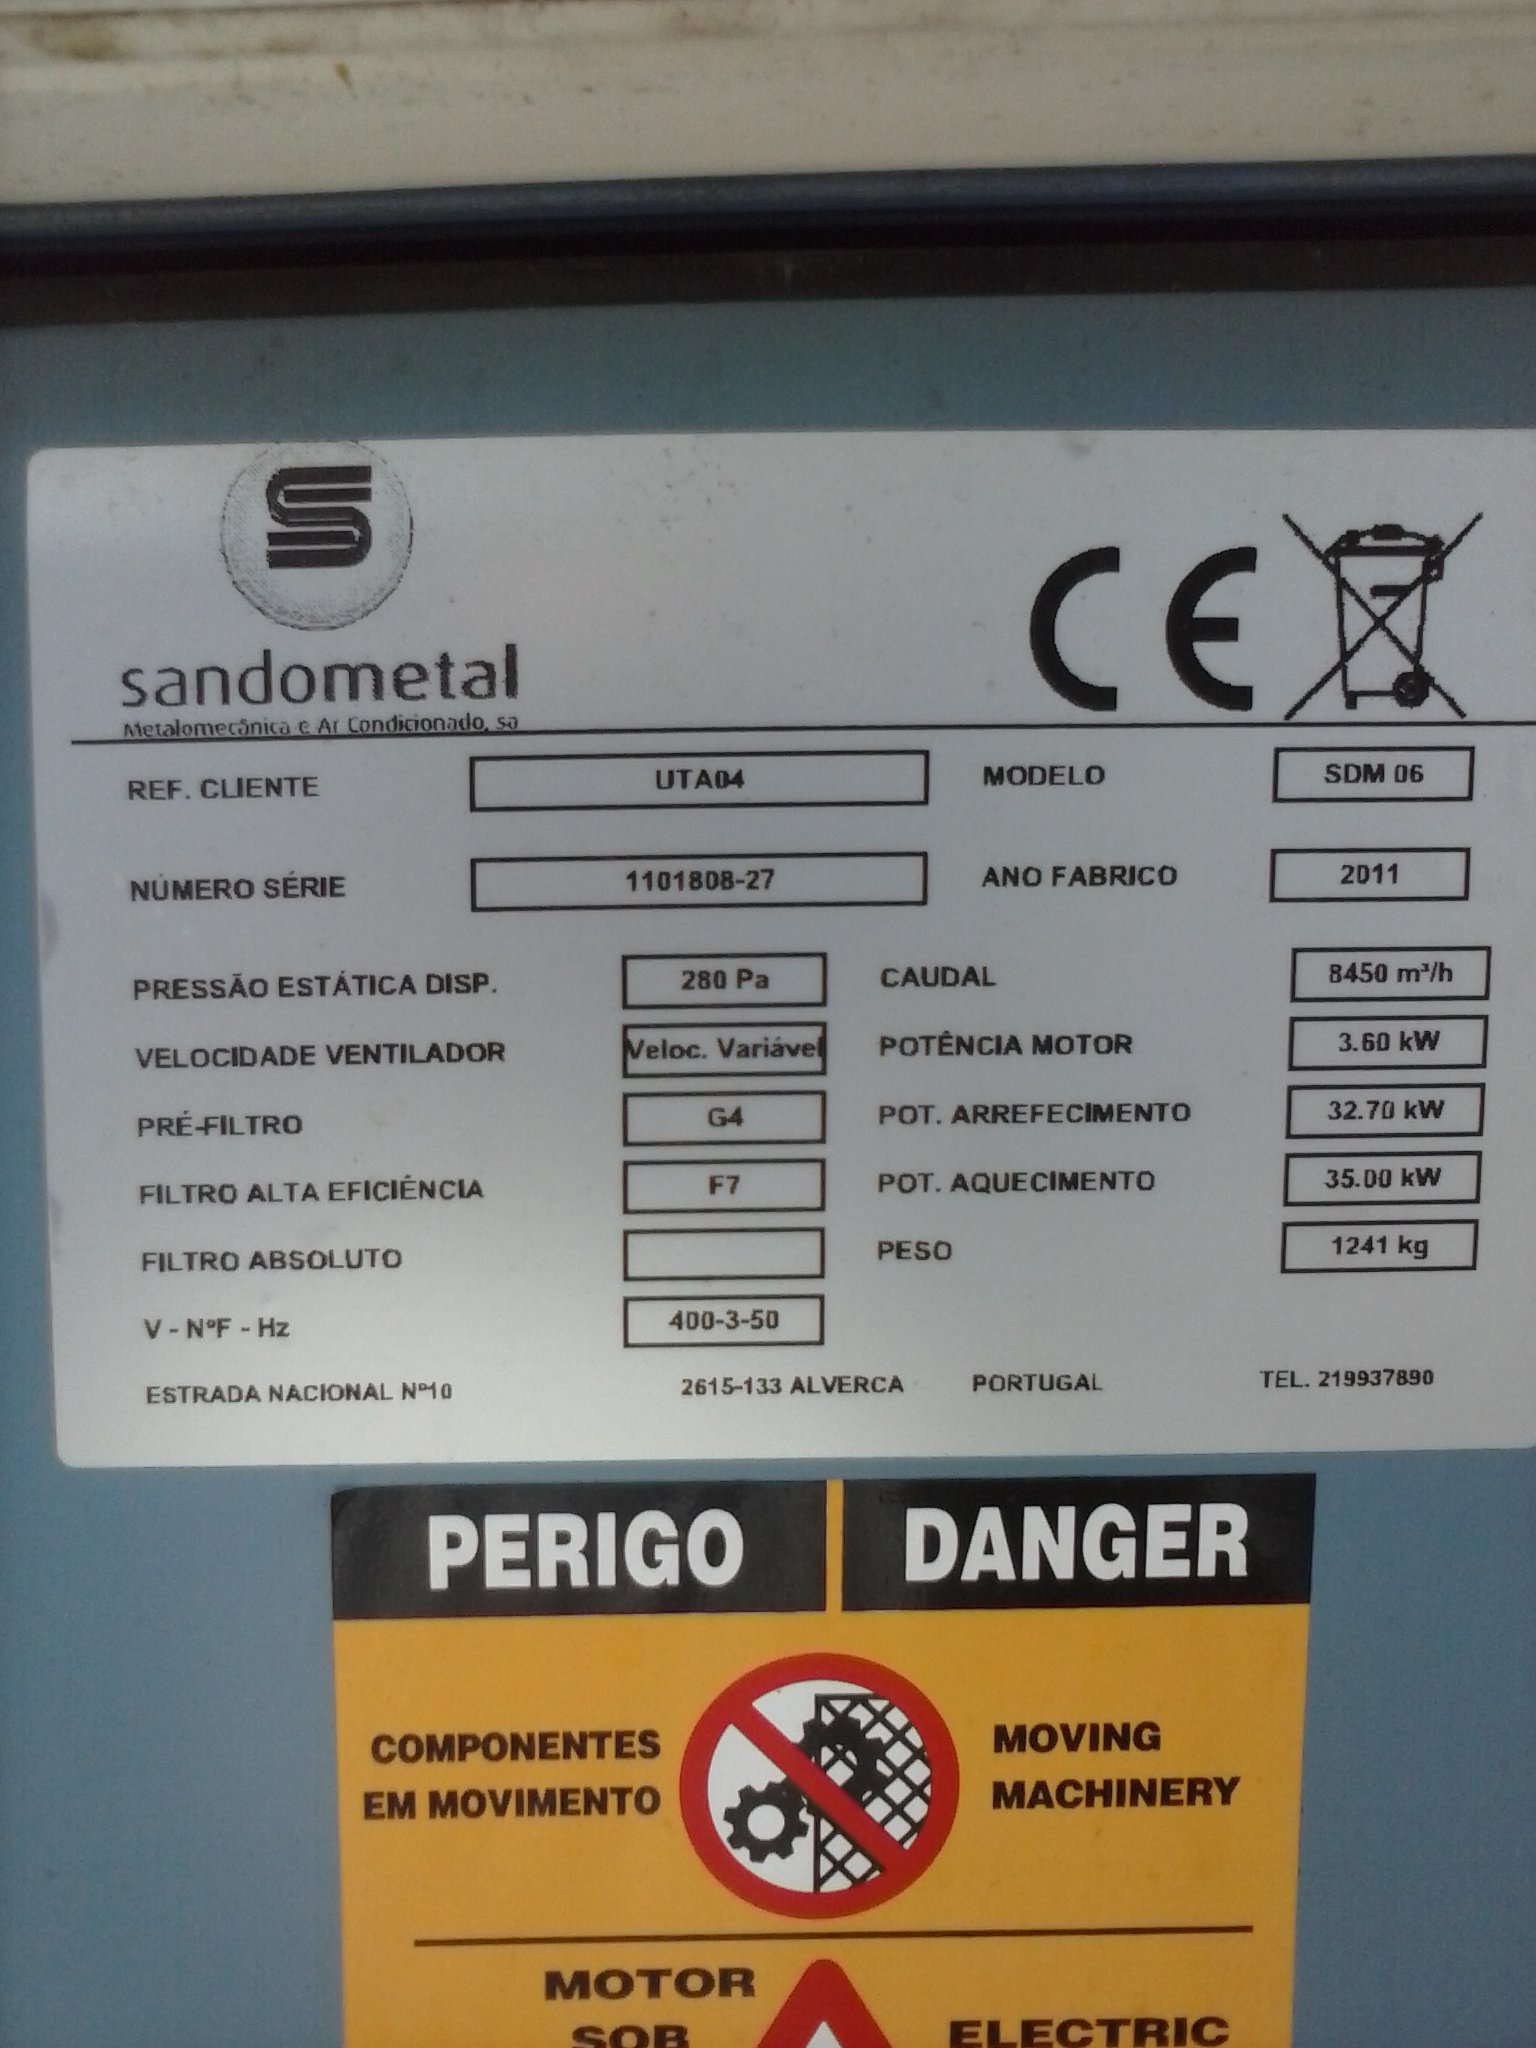 S
sandometal
Metalomecânica e Ar Condicionado, sa
CE
REF. CLIENTE UTA04 MODELO SDM 06
NÚMERO SÉRIE 1101808-27 ANO FABRICO 2011
PRESSÃO ESTÁTICA DISP. 280 Pa CAUDAL 8450 m³/h
VELOCIDADE VENTILADOR Veloc. Variável POTÊNCIA MOTOR 3.60 kW
PRÉ-FILTRO G4 POT. ARREFECIMENTO 32.70 kW
FILTRO ALTA EFICIÊNCIA F7 POT. AQUECIMENTO 35.00 kW
FILTRO ABSOLUTO PESO 1241 kg
V - NºF - Hz 400-3-50
ESTRADA NACIONAL Nº10 2615-133 ALVERCA PORTUGAL TEL. 219937890
PERIGO DANGER
COMPONENTES MOVING
EM MOVIMENTO MACHINERY
MOTOR
SOB ELECTRIC